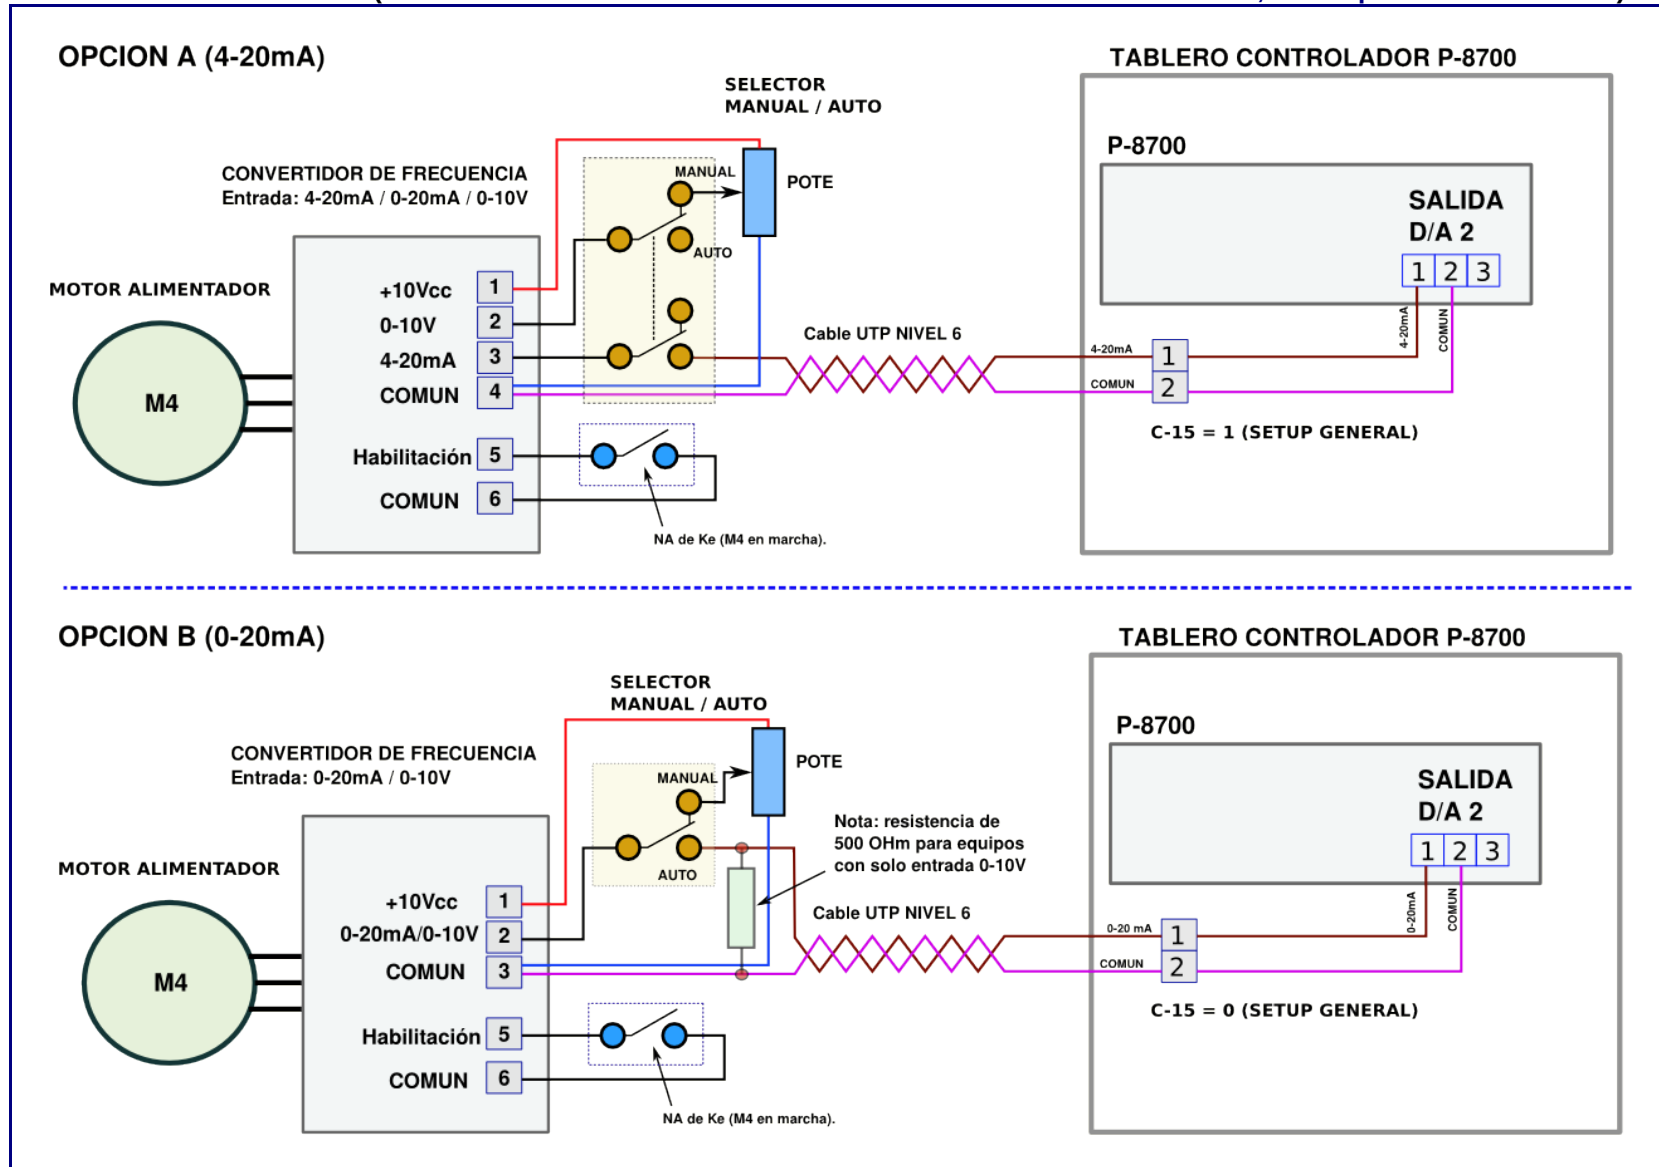 OPCION A (4-20mA)
TABLERO CONTROLADOR P-8700
SELECTOR
MANUAL / AUTO
P-8700
CONVERTIDOR DE FRECUENCIA
Entrada: 4-20mA / 0-20mA / 0-10V
MANUAL
POTE
AUTO
SALIDA
D/A 2
1 2 3
MOTOR ALIMENTADOR
M4
+10Vcc 1
0-10V 2
4-20mA 3
COMUN 4
Habilitación 5
COMUN 6
Cable UTP NIVEL 6
4-20mA
COMUN
4-20mA 1
COMUN 2
C-15 = 1 (SETUP GENERAL)
NA de Ke (M4 en marcha).
OPCION B (0-20mA)
TABLERO CONTROLADOR P-8700
SELECTOR
MANUAL / AUTO
P-8700
CONVERTIDOR DE FRECUENCIA
Entrada: 0-20mA / 0-10V
MANUAL
POTE
AUTO
SALIDA
D/A 2
1 2 3
Nota: resistencia de
500 OHm para equipos
con solo entrada 0-10V
MOTOR ALIMENTADOR
M4
+10Vcc 1
0-20mA/0-10V 2
COMUN 3
Habilitación 5
COMUN 6
Cable UTP NIVEL 6
0-20mA
COMUN
0-20 mA 1
COMUN 2
C-15 = 0 (SETUP GENERAL)
NA de Ke (M4 en marcha).